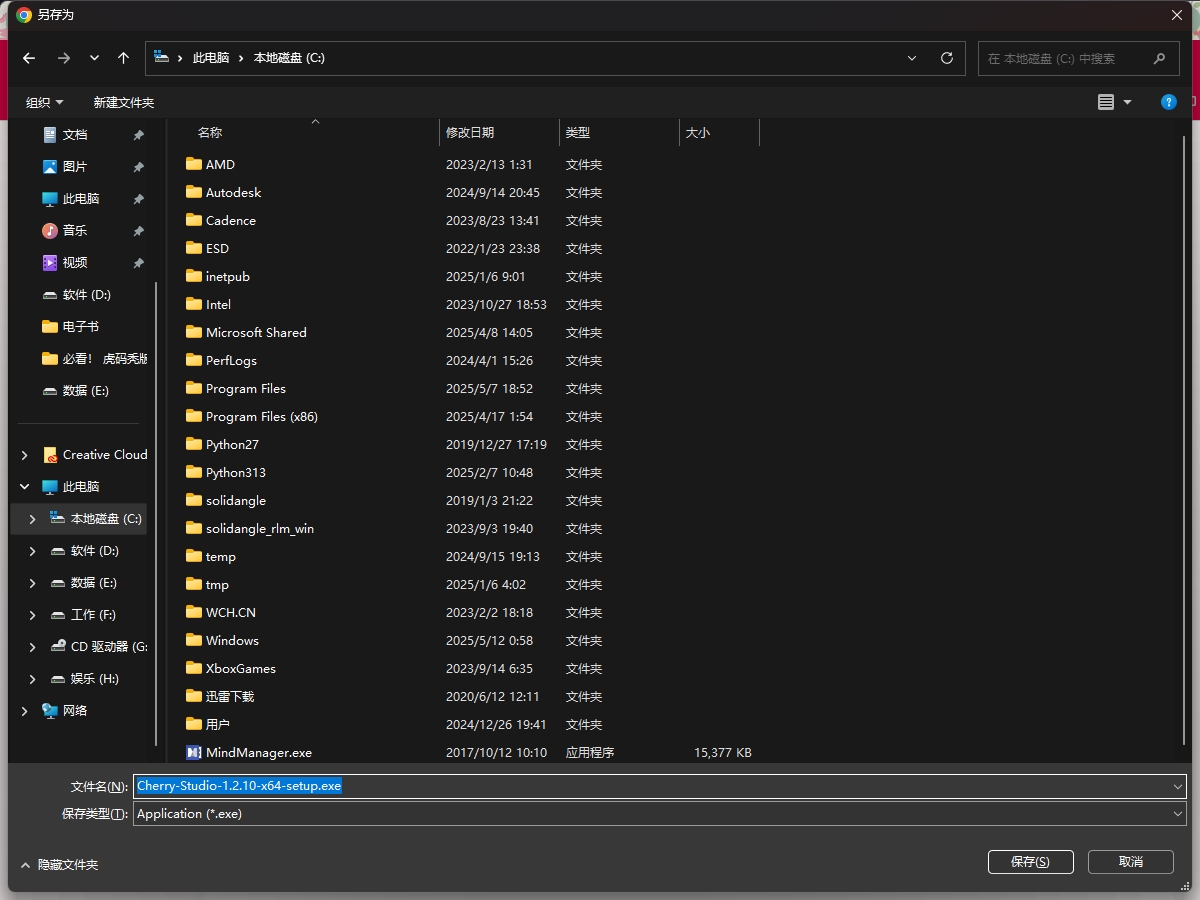 另存为
此电脑 本地磁盘 (C:)
在 本地磁盘 (C:) 中搜索
组织 新建文件夹
文档
图片
此电脑
音乐
视频
软件 (D:)
电子书
必看! 虎码秃版
数据 (E:)
Creative Cloud
此电脑
本地磁盘 (C:)
软件 (D:)
数据 (E:)
工作 (F:)
CD 驱动器 (G:
娱乐 (H:)
网络
名称 修改日期 类型 大小
AMD 2023/2/13 1:31 文件夹
Autodesk 2024/9/14 20:45 文件夹
Cadence 2023/8/23 13:41 文件夹
ESD 2022/1/23 23:38 文件夹
inetpub 2025/1/6 9:01 文件夹
Intel 2023/10/27 18:53 文件夹
Microsoft Shared 2025/4/8 14:05 文件夹
PerfLogs 2024/4/1 15:26 文件夹
Program Files 2025/5/7 18:52 文件夹
Program Files (x86) 2025/4/17 1:54 文件夹
Python27 2019/12/27 17:19 文件夹
Python313 2025/2/7 10:48 文件夹
solidangle 2019/1/3 21:22 文件夹
solidangle_rlm_win 2023/9/3 19:40 文件夹
temp 2024/9/15 19:13 文件夹
tmp 2025/1/6 4:02 文件夹
WCH.CN 2023/2/2 18:18 文件夹
Windows 2025/5/12 0:58 文件夹
XboxGames 2023/9/14 6:35 文件夹
迅雷下载 2020/6/12 12:11 文件夹
用户 2024/12/26 19:41 文件夹
MindManager.exe 2017/10/12 10:10 应用程序 15,377 KB
文件名(N): Cherry-Studio-1.2.10-x64-setup.exe
保存类型(T): Application (*.exe)
隐藏文件夹 保存(S) 取消